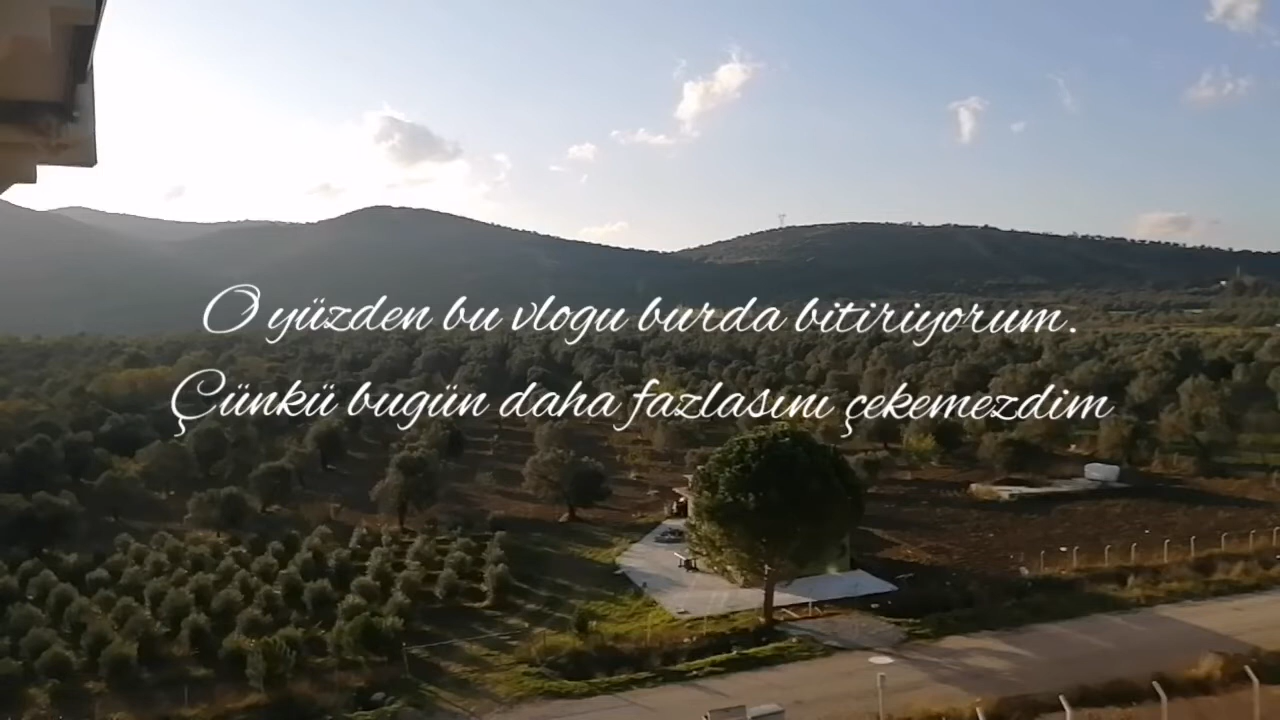 O yüzden bu vlogu burda bitiriyorum.
Çünkü bugün daha fazlasını çekemezdim